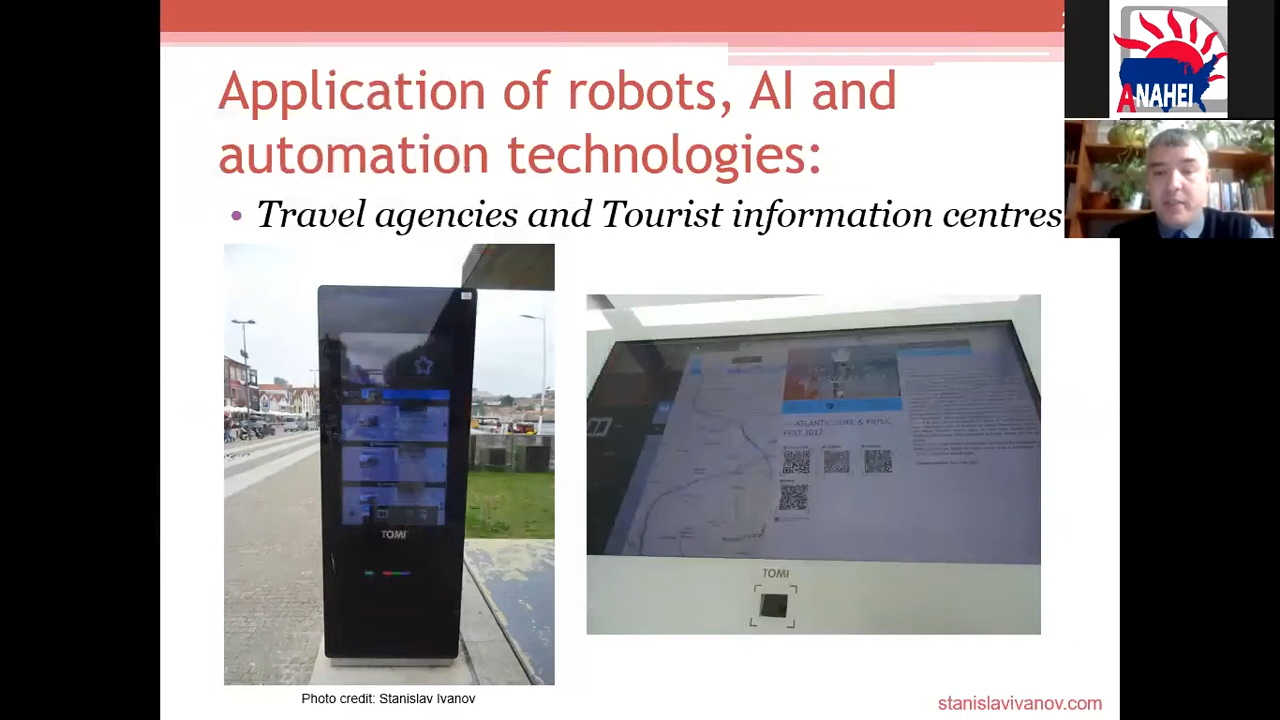 Application of robots, AI and
automation technologies:
• Travel agencies and Tourist information centres
ANAHEI
TOMI
ATLANTIC SURF & MUSIC
FEST 2017
TOMI
Photo credit: Stanislav Ivanov
stanislavivanov.com